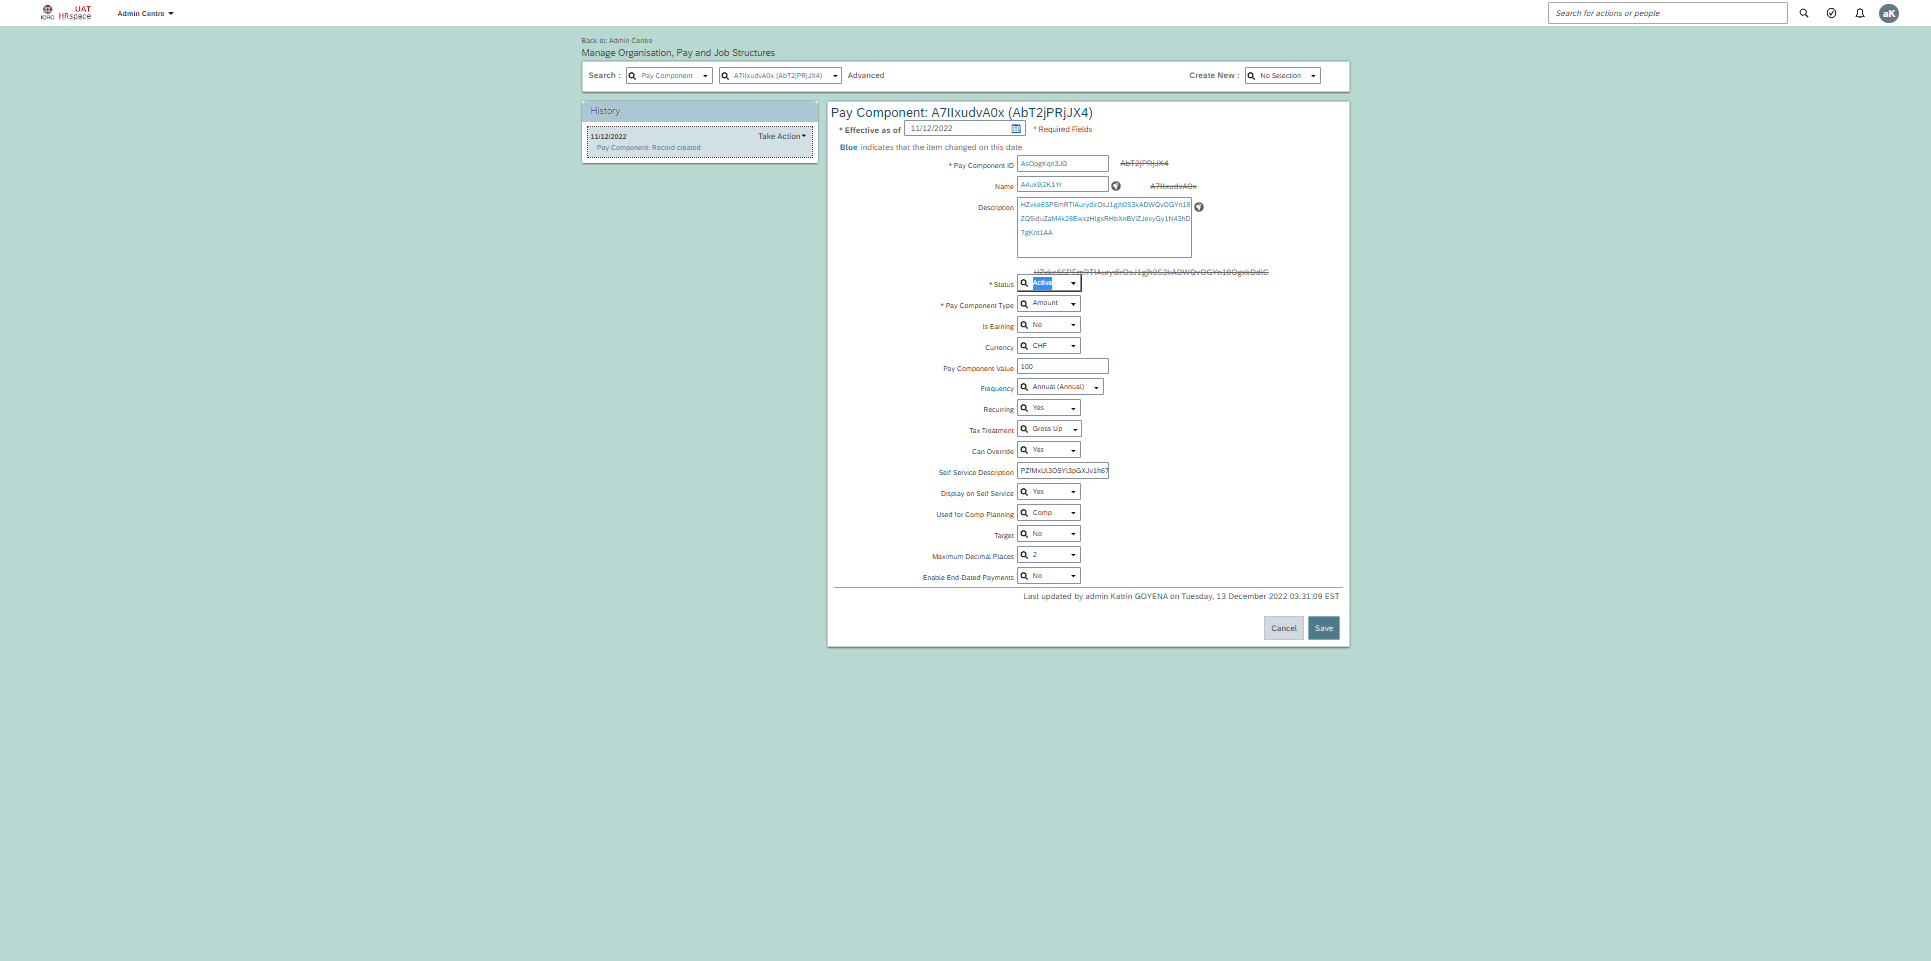 ICRC
UAT
HRspace
Admin Centre
Search for actions or people
aK
Back to: Admin Centre
Manage Organisation, Pay and Job Structures
Search : Pay Component A7IIxudvA0x (AbT2jPRjJX4) Advanced
Create New : No Selection
History
11/12/2022 Take Action
Pay Component: Record created
Pay Component: A7IIxudvA0x (AbT2jPRjJX4)
* Effective as of 11/12/2022 * Required Fields
Blue indicates that the item changed on this date
* Pay Component ID AsOpgKqn3JQ AbT2jPRjJX4
Name A4uk9j2K1Yr A7IIxudvA0x
Description HZvke6SPEmRTIAurydirOsJ1gjh0S3kADWQvOGYn18
ZQ5iduZaM4k28EwxzHIgxRHbXnBViZJevyGy1N43hD
7gKnt1AA
HZvke6SPEmRTIAurydirOsJ1gjh0S3kADWQvOGYn18OgxkDdlC
* Status Active
* Pay Component Type Amount
Is Earning No
Currency CHF
Pay Component Value 100
Frequency Annual (Annual)
Recurring Yes
Tax Treatment Gross Up
Can Override Yes
Self Service Description PZfMxUl3OSYl3pGXJv1h67
Display on Self Service Yes
Used for Comp Planning Comp
Target No
Maximum Decimal Places 2
Enable End-Dated Payments No
Last updated by admin Katrin GOYENA on Tuesday, 13 December 2022 03:31:09 EST
Cancel Save